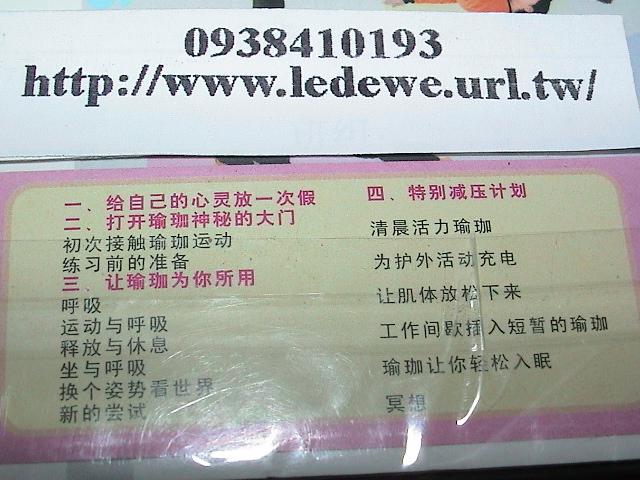 0938410193
http://www.ledewe.url.tw/
一、给自己的心灵放一次假
二、打开瑜珈神秘的大门
初次接触瑜珈运动
练习前的准备
三、让瑜珈为你所用
呼吸
运动与呼吸
释放与休息
坐与呼吸
换个姿势看世界
新的尝试
四、特别减压计划
清晨活力瑜珈
为护外活动充电
让肌体放松下来
工作间歇插入短暂的瑜珈
瑜珈让你轻松入眠
冥想